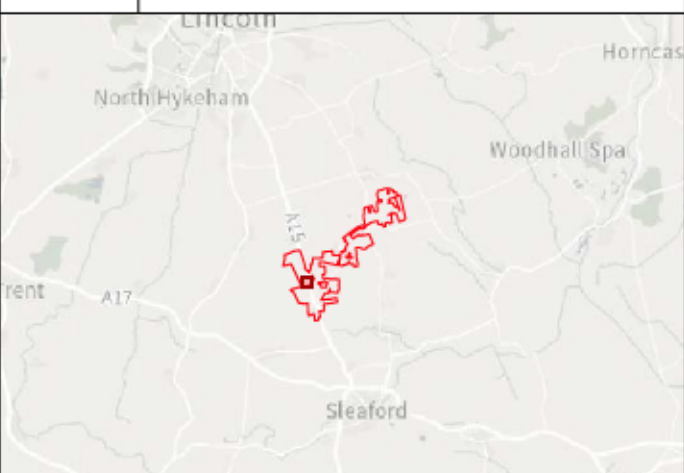 Lincoln
Horncas
North Hykeham
Woodhall Spa
A15
rent
A17
Sleaford